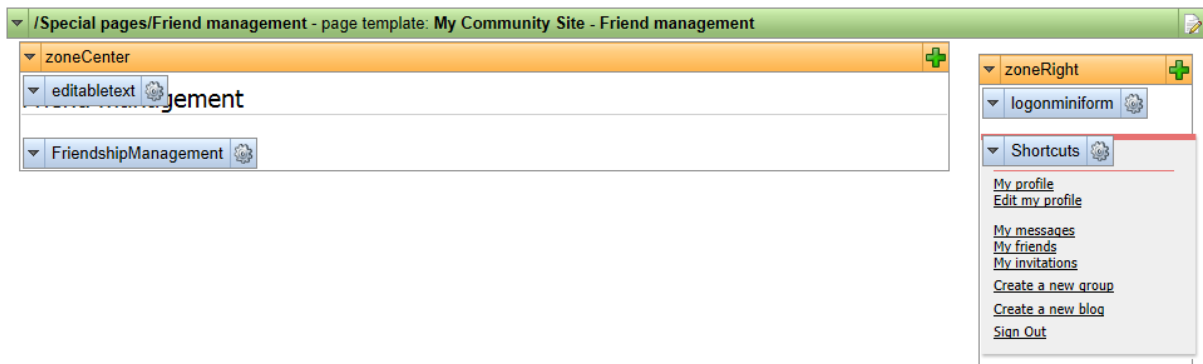 /Special pages/Friend management - page template: My Community Site - Friend management
zoneCenter
editabletext
gement
FriendshipManagement
zoneRight
logonminiform
Shortcuts
My profile
Edit my profile
My messages
My friends
My invitations
Create a new group
Create a new blog
Sign Out